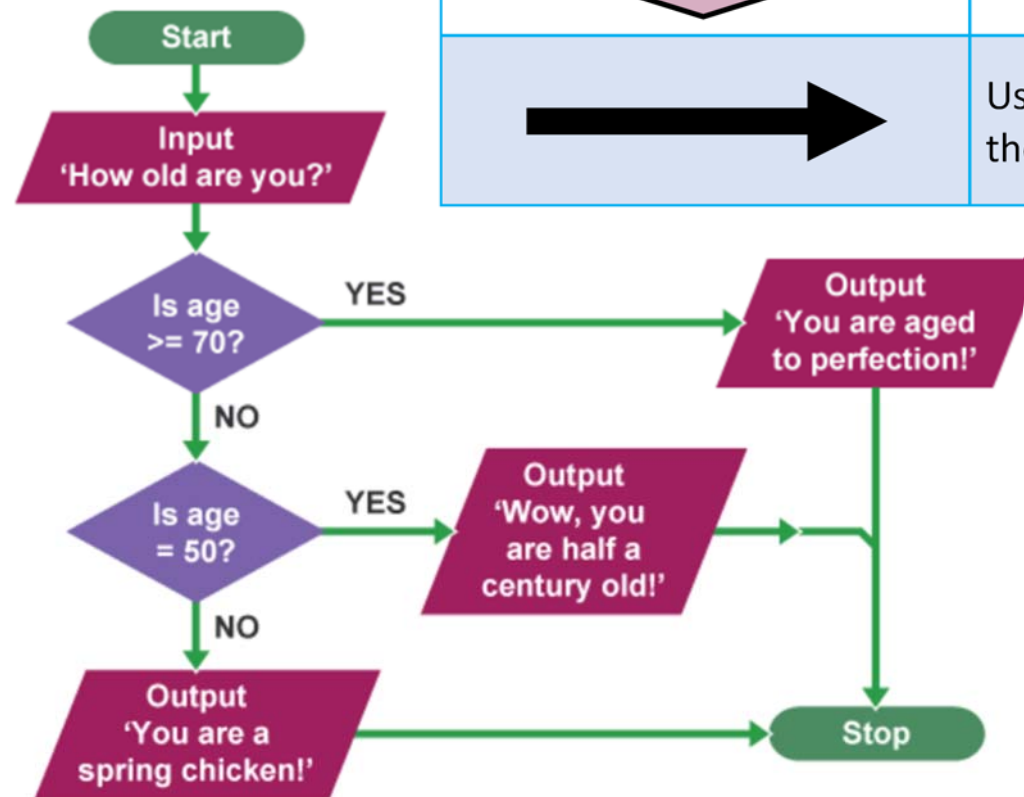 Start
Input
‘How old are you?’
Is age
>= 70?
YES
Output
‘You are aged
to perfection!’
NO
Is age
= 50?
YES
Output
‘Wow, you
are half a
century old!’
NO
Output
‘You are a
spring chicken!’
Stop